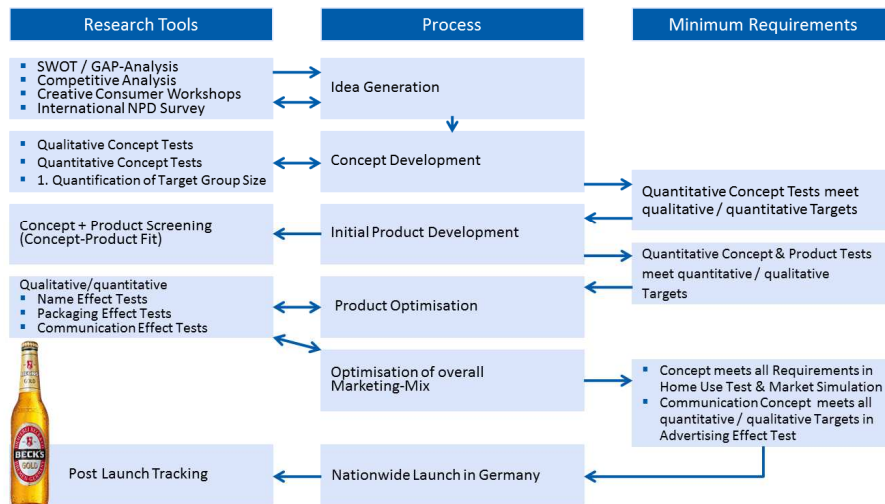 Research Tools
Process
Minimum Requirements
▪ SWOT / GAP-Analysis
▪ Competitive Analysis
▪ Creative Consumer Workshops
▪ International NPD Survey
Idea Generation
▪ Qualitative Concept Tests
▪ Quantitative Concept Tests
▪ 1. Quantification of Target Group Size
Concept Development
Quantitative Concept Tests meet
qualitative / quantitative Targets
Concept + Product Screening
(Concept-Product Fit)
Initial Product Development
Quantitative Concept & Product Tests
meet quantitative / qualitative
Targets
Qualitative/quantitative
▪ Name Effect Tests
▪ Packaging Effect Tests
▪ Communication Effect Tests
Product Optimisation
Optimisation of overall
Marketing-Mix
▪ Concept meets all Requirements in
Home Use Test & Market Simulation
▪ Communication Concept meets all
quantitative / qualitative Targets in
Advertising Effect Test
BECK'S
GOLD
Post Launch Tracking
Nationwide Launch in Germany